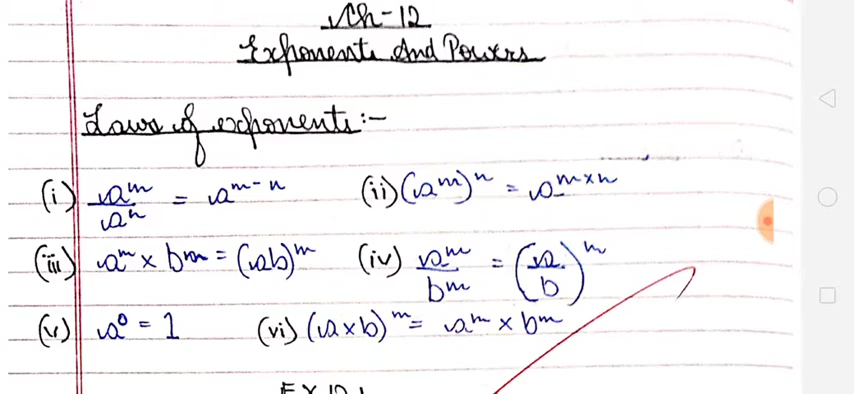 Ch-12
Exponents And Powers
Laws of exponents:-
(i) a^m/a^n = a^(m-n) (ii) (a^m)^n = a^(m×n)
(iii) a^m × b^m = (ab)^m (iv) a^m/b^m = (a/b)^m
(v) a^0 = 1 (vi) (a×b)^m = a^m × b^m